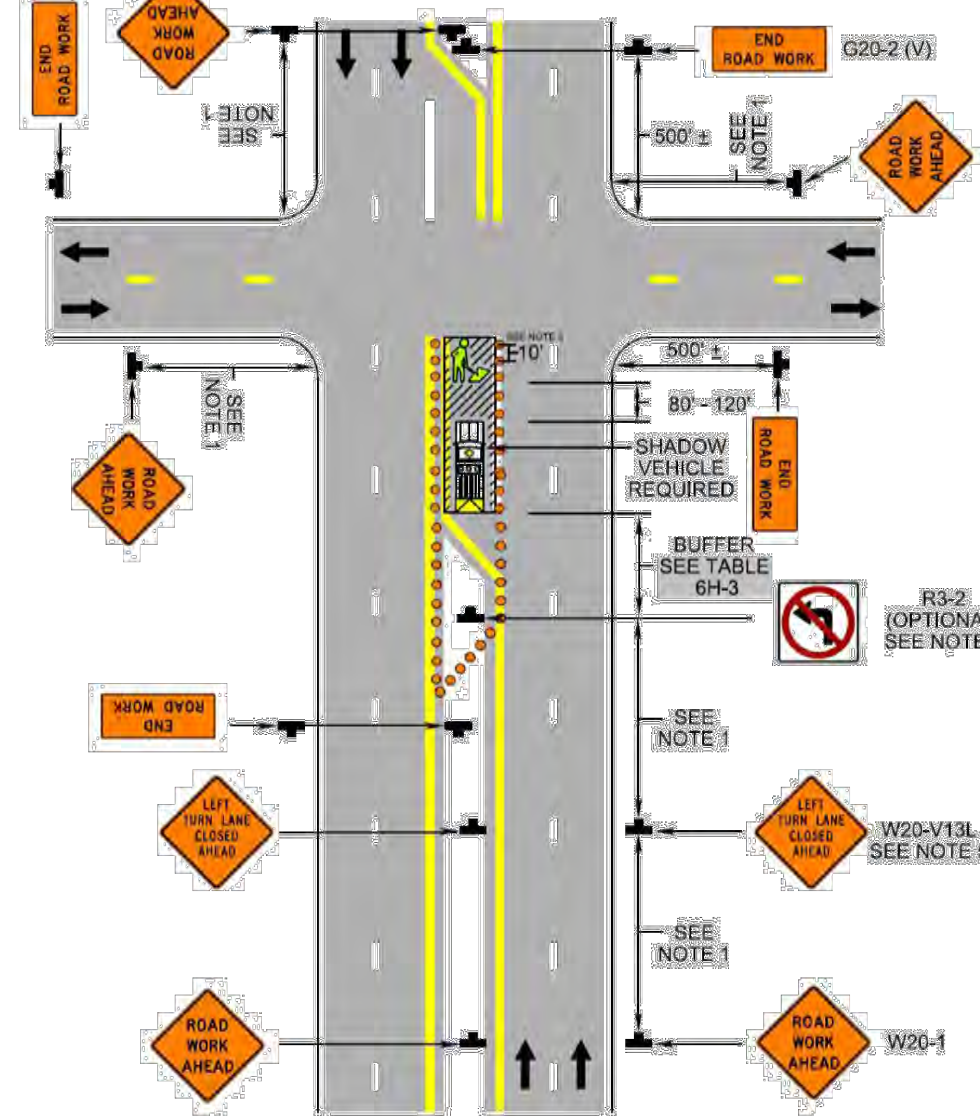 END
ROAD WORK
ROAD
WORK
AHEAD
END
ROAD WORK
G20-2 (V)
SEE
NOTE 1
500' ±
SEE
NOTE 1
ROAD
WORK
AHEAD
SEE NOTE
10'
500' ±
SEE
NOTE 1
80' - 120'
ROAD
WORK
AHEAD
SHADOW
VEHICLE
REQUIRED
END
ROAD WORK
BUFFER
SEE TABLE
6H-3
R3-2
(OPTIONA
SEE NOTE
END
ROAD WORK
SEE
NOTE 1
LEFT
TURN LANE
CLOSED
AHEAD
LEFT
TURN LANE
CLOSED
AHEAD
W20-V13L
SEE NOTE
SEE
NOTE 1
ROAD
WORK
AHEAD
ROAD
WORK
AHEAD
W20-1